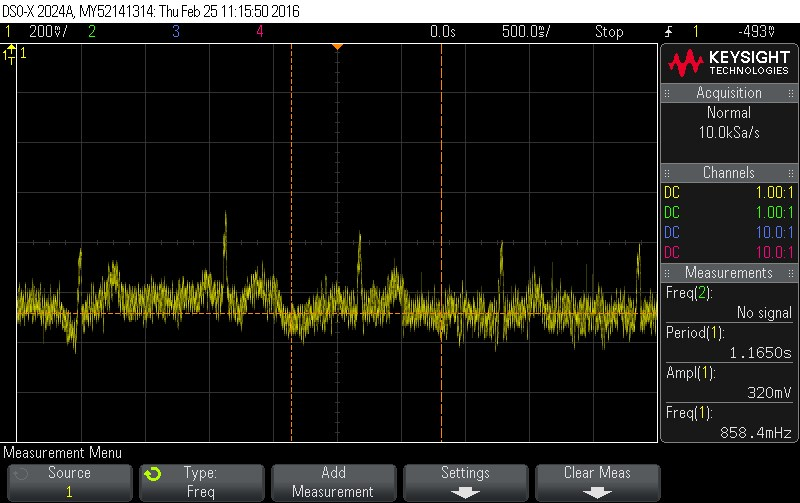 DSO-X 2024A, MY52141314: Thu Feb 25 11:15:50 2016
1 200mV/ 2 3 4 0.0s 500.0ms/ Stop 1 -493mV
1
KEYSIGHT
TECHNOLOGIES
Acquisition
Normal
10.0kSa/s
Channels
DC 1.00:1
DC 1.00:1
DC 10.0:1
DC 10.0:1
Measurements
Freq(2):
No signal
Period(1):
1.1650s
Ampl(1):
320mV
Freq(1):
858.4mHz
Measurement Menu
Source
1
Type:
Freq
Add
Measurement
Settings
Clear Meas